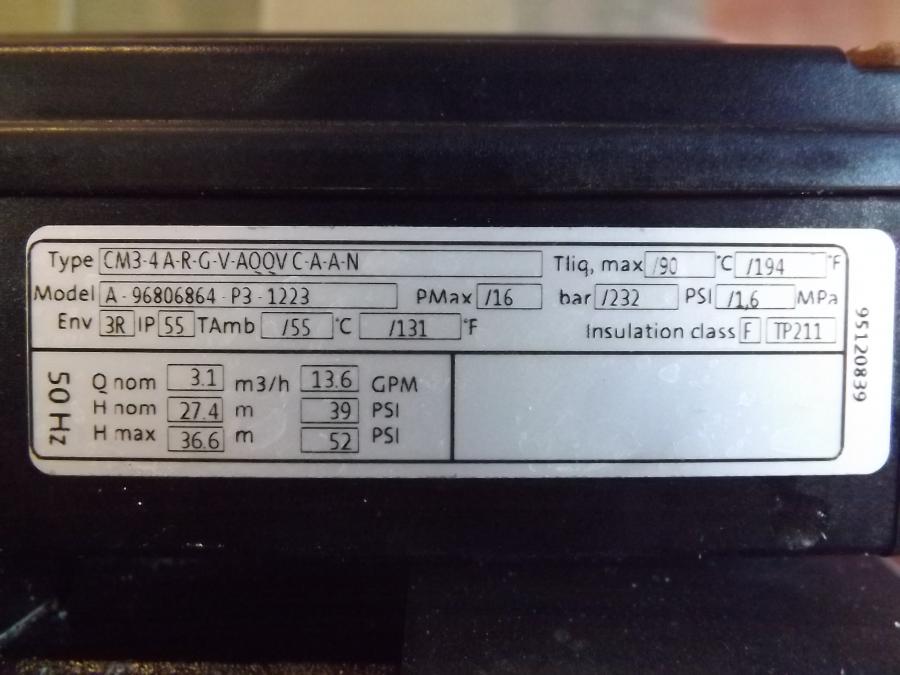 Type CM3-4 A-R-G-V-AQQV C-A-A-N Tliq, max /90 °C /194 °F
Model A - 96806864 - P3 - 1223 PMax /16 bar /232 PSI /1,6 MPa
Env 3R IP 55 TAmb /55 °C /131 °F Insulation class F TP211
50 Hz
Q nom 3.1 m3/h 13.6 GPM
H nom 27.4 m 39 PSI
H max 36.6 m 52 PSI
95120839